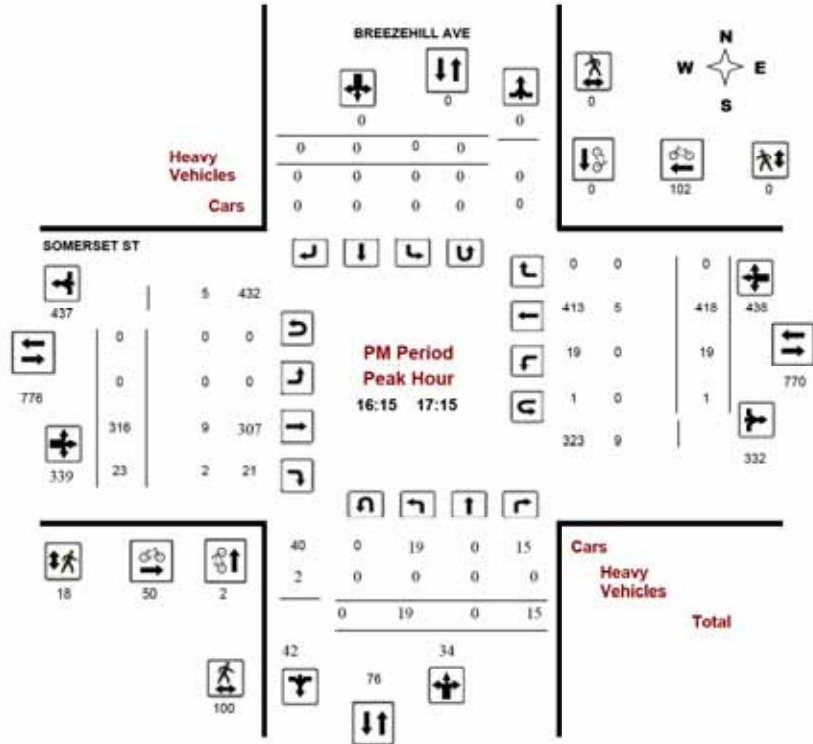 BREEZEHILL AVE
N
W E
S
0
0
0 0
Heavy
Vehicles
Cars
0 0 0 0
0 0 0 0 0
0 0 0 0 0
0 102 0
SOMERSET ST
437
5 432
0 0 0
776
0 0 0
316 9 307
339
23 2 21
PM Period
Peak Hour
16:15 17:15
0 0 0
413 5 418 438
19 0 19
770
1 0 1
323 9
332
18 50 2
100
40 0 19 0 15
2 0 0 0 0
0 19 0 15
42 34
76
Cars
Heavy
Vehicles
Total